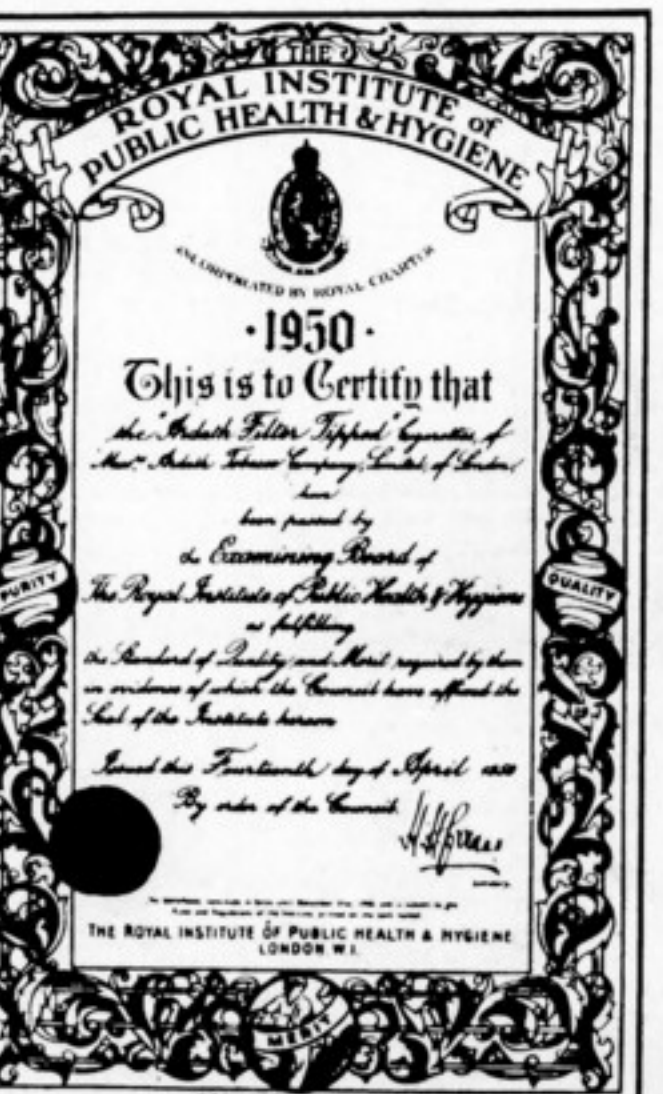 THE
ROYAL INSTITUTE of
PUBLIC HEALTH & HYGIENE
INCORPORATED BY ROYAL CHARTER
·1950·
This is to Certify that
the "Ardath Filter Tipped" Cigarettes of
Messrs. Ardath Tobacco Company, Limited, of London,
have
been passed by
the Examining Board of
The Royal Institute of Public Health & Hygiene
as fulfilling
the Standard of Quality and Merit required by them
in evidence of which the Council have affixed the
Seal of the Institute hereon
Issued this Fourteenth day of April 1950
By order of the Council.
PURITY
QUALITY
THE ROYAL INSTITUTE OF PUBLIC HEALTH & HYGIENE
LONDON W.1.
MERIT